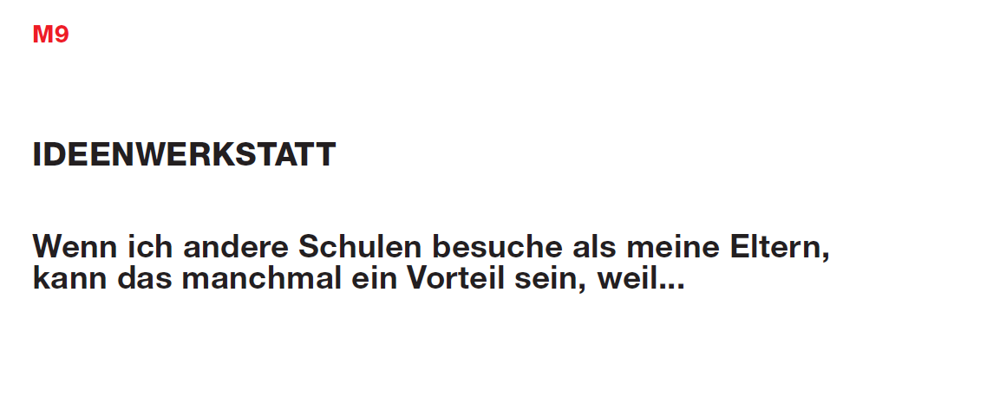 M9
IDEENWERKSTATT
Wenn ich andere Schulen besuche als meine Eltern,
kann das manchmal ein Vorteil sein, weil...